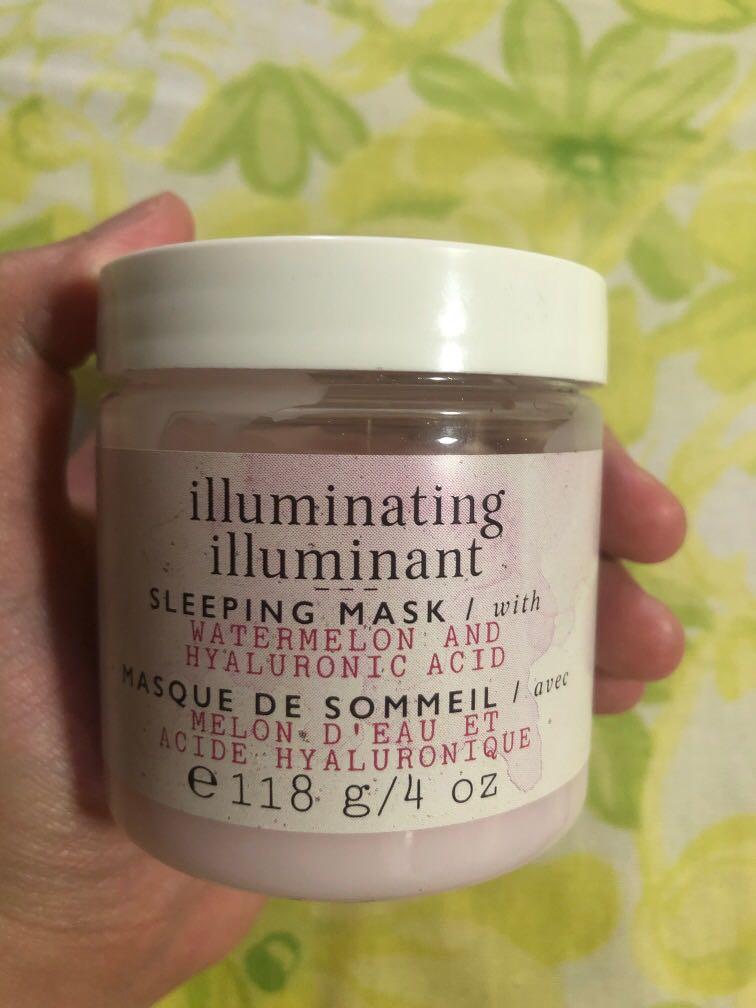 illuminating
illuminant
SLEEPING MASK / with
WATERMELON AND
HYALURONIC ACID
MASQUE DE SOMMEIL / avec
MELON D'EAU ET
ACIDE HYALURONIQUE
℮ 118 g/4 oz